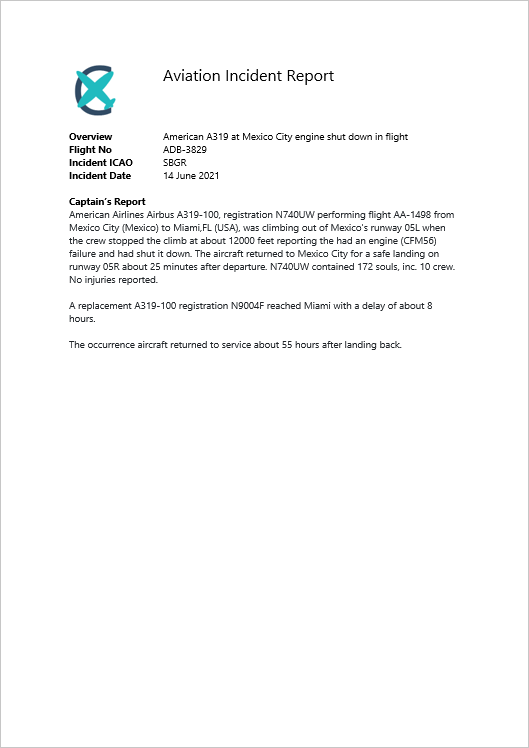 Aviation Incident Report
Overview American A319 at Mexico City engine shut down in flight
Flight No ADB-3829
Incident ICAO SBGR
Incident Date 14 June 2021
Captain's Report
American Airlines Airbus A319-100, registration N740UW performing flight AA-1498 from
Mexico City (Mexico) to Miami,FL (USA), was climbing out of Mexico's runway 05L when
the crew stopped the climb at about 12000 feet reporting the had an engine (CFM56)
failure and had shut it down. The aircraft returned to Mexico City for a safe landing on
runway 05R about 25 minutes after departure. N740UW contained 172 souls, inc. 10 crew.
No injuries reported.
A replacement A319-100 registration N9004F reached Miami with a delay of about 8
hours.
The occurrence aircraft returned to service about 55 hours after landing back.